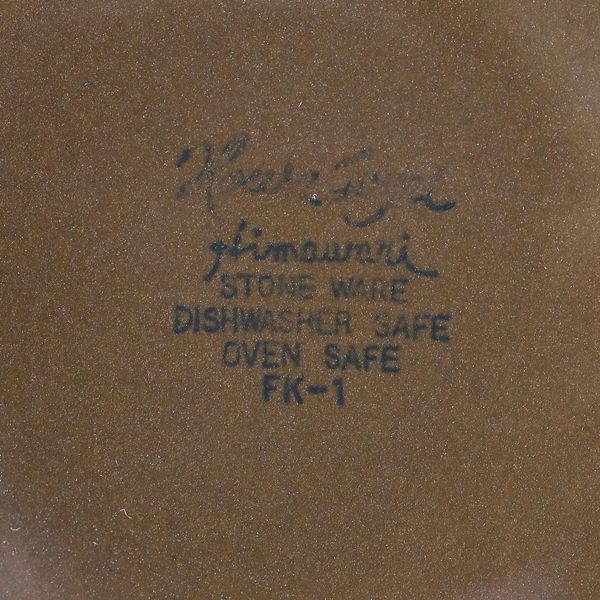 Himawari
STONE WARE
DISHWASHER SAFE
OVEN SAFE
FK-1